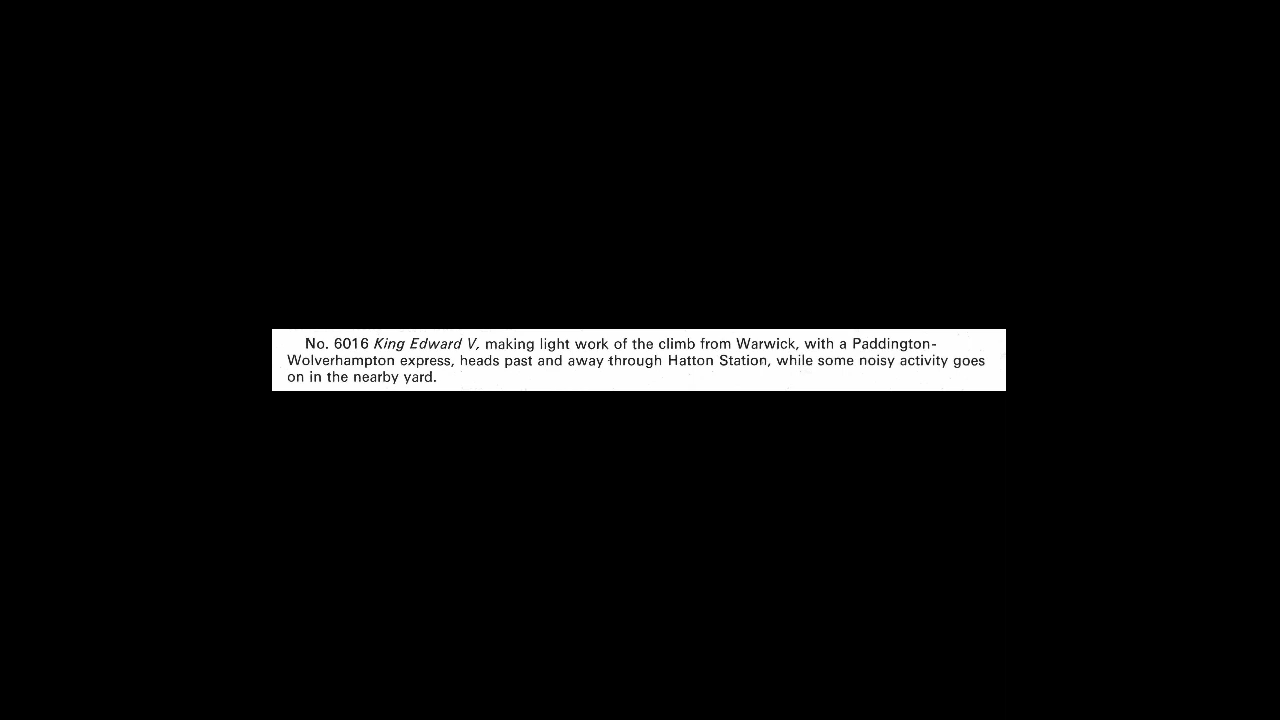 No. 6016 King Edward V, making light work of the climb from Warwick, with a Paddington-
Wolverhampton express, heads past and away through Hatton Station, while some noisy activity goes
on in the nearby yard.